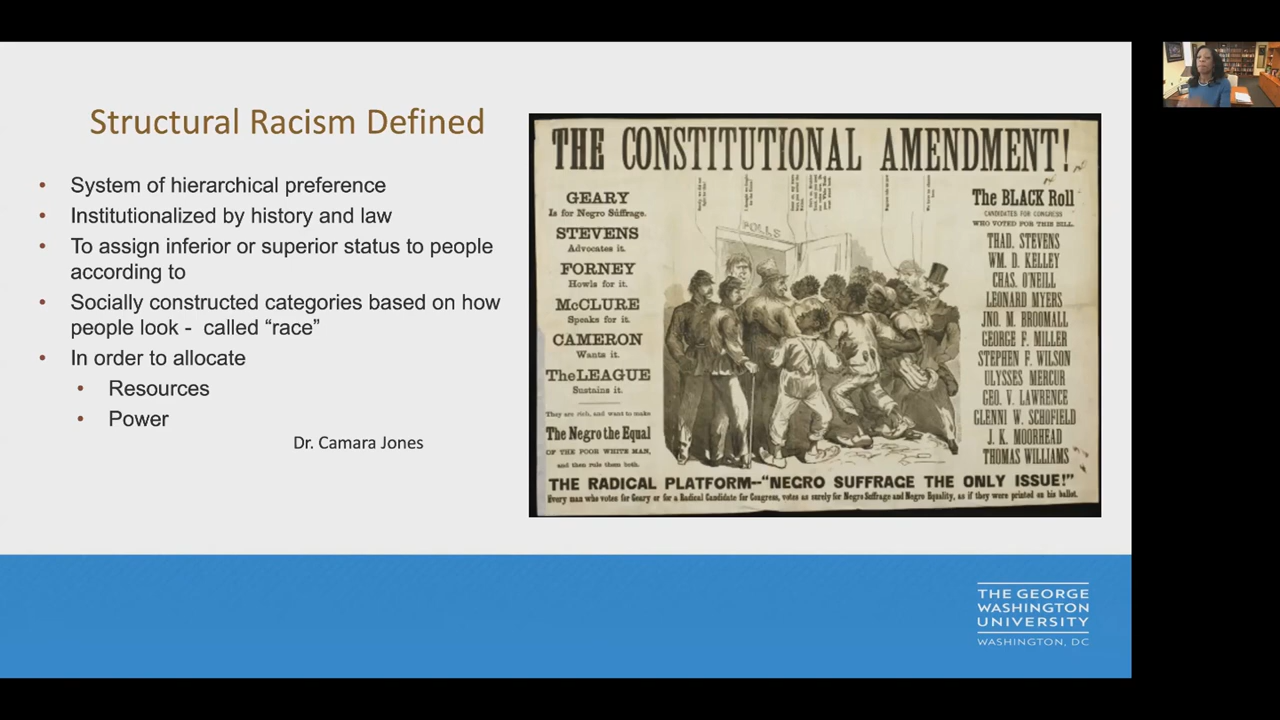 Structural Racism Defined
• System of hierarchical preference
• Institutionalized by history and law
• To assign inferior or superior status to people
according to
• Socially constructed categories based on how
people look - called “race”
• In order to allocate
• Resources
• Power
Dr. Camara Jones
THE CONSTITUTIONAL AMENDMENT!
GEARY
Is for Negro Suffrage.
STEVENS
Advocates it.
FORNEY
Howls for it.
McCLURE
Speaks for it.
CAMERON
Wants it.
The LEAGUE
Sustains it.
They are rich, and want to make
The Negro the Equal
OF THE POOR WHITE MAN,
and then rule them both.
POLLS
The BLACK Roll
CANDIDATES FOR CONGRESS
WHO VOTED FOR THIS BILL.
THAD. STEVENS
WM. D. KELLEY
CHAS. O'NEILL
LEONARD MYERS
JNO. M. BROOMALL
GEORGE F. MILLER
STEPHEN F. WILSON
ULYSSES MERCUR
GEO. V. LAWRENCE
GLENNI W. SCHOFIELD
J. K. MOORHEAD
THOMAS WILLIAMS
THE RADICAL PLATFORM--"NEGRO SUFFRAGE THE ONLY ISSUE!"
Every man who votes for Geary or for a Radical Candidate for Congress, votes as surely for Negro Suffrage and Negro Equality, as if they were printed on his ballot.
THE GEORGE
WASHINGTON
UNIVERSITY
WASHINGTON, DC